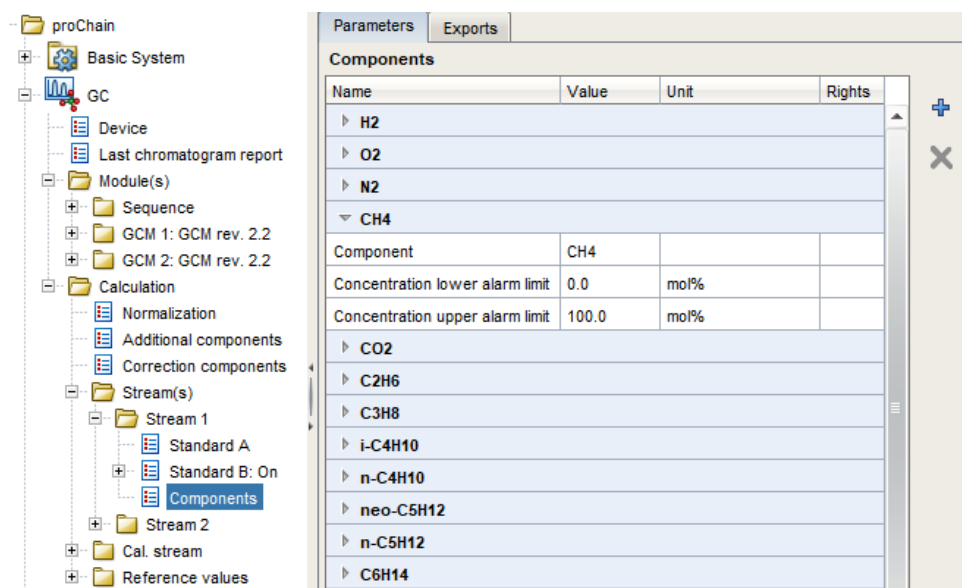 proChain
Basic System
GC
Device
Last chromatogram report
Module(s)
Sequence
GCM 1: GCM rev. 2.2
GCM 2: GCM rev. 2.2
Calculation
Normalization
Additional components
Correction components
Stream(s)
Stream 1
Standard A
Standard B: On
Components
Stream 2
Cal. stream
Reference values
Parameters Exports
Components
Name Value Unit Rights
H2
O2
N2
CH4
Component CH4
Concentration lower alarm limit 0.0 mol%
Concentration upper alarm limit 100.0 mol%
CO2
C2H6
C3H8
i-C4H10
n-C4H10
neo-C5H12
n-C5H12
C6H14